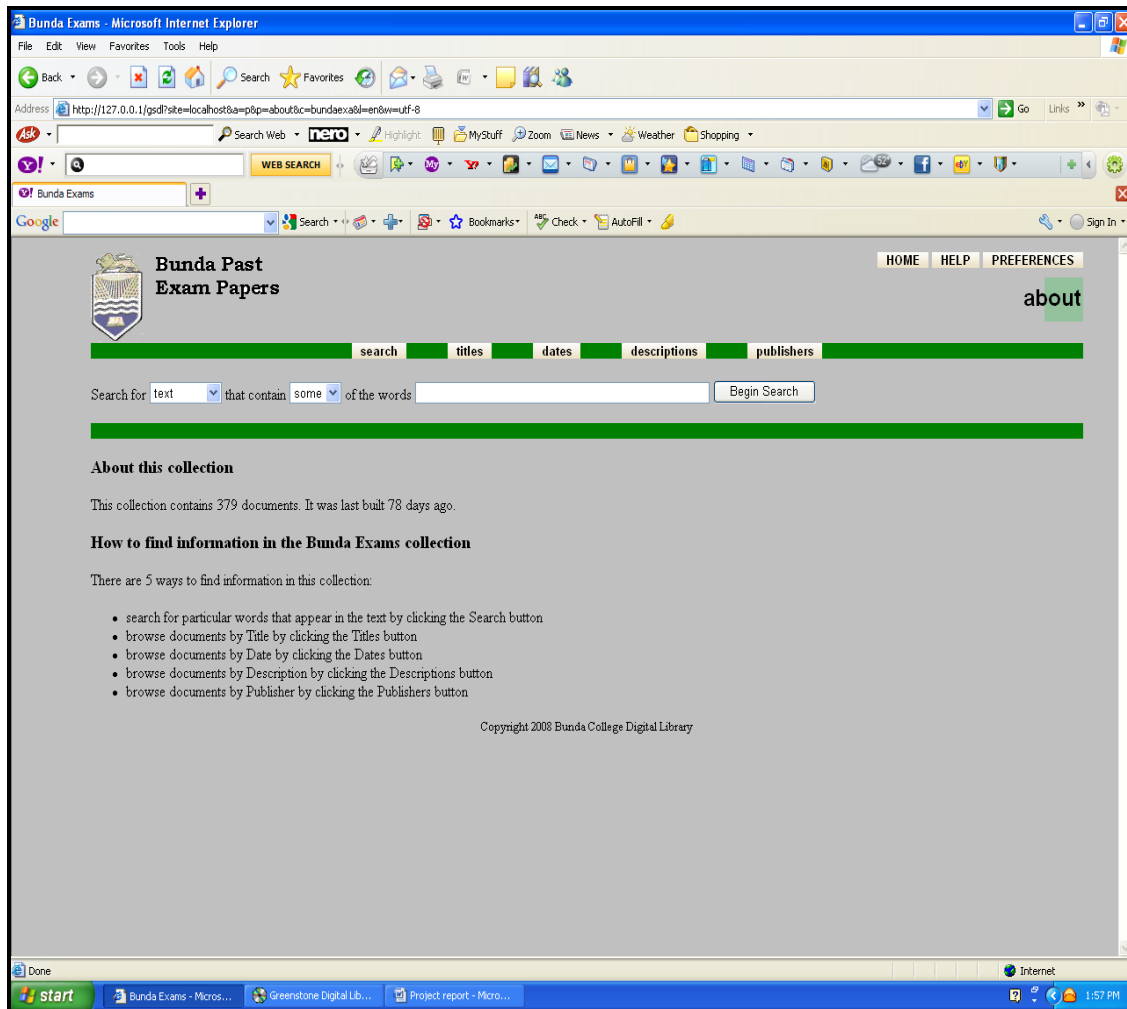 Bunda Exams - Microsoft Internet Explorer
File Edit View Favorites Tools Help
Back Search Favorites
Address http://127.0.0.1/gsdl?site=localhost&a=p&p=about&c=bundaexa&l=en&w=utf-8 Go Links »
Ask Search Web nero Highlight MyStuff Zoom News Weather Shopping
Y! WEB SEARCH 52
Y! Bunda Exams
Google Search Bookmarks Check AutoFill Sign In
Bunda Past
Exam Papers
HOME HELP PREFERENCES
about
search titles dates descriptions publishers
Search for text that contain some of the words Begin Search
About this collection
This collection contains 379 documents. It was last built 78 days ago.
How to find information in the Bunda Exams collection
There are 5 ways to find information in this collection:
• search for particular words that appear in the text by clicking the Search button
• browse documents by Title by clicking the Titles button
• browse documents by Date by clicking the Dates button
• browse documents by Description by clicking the Descriptions button
• browse documents by Publisher by clicking the Publishers button
Copyright 2008 Bunda College Digital Library
Done Internet
start Bunda Exams - Micros... Greenstone Digital Lib... Project report - Micro... 1:57 PM